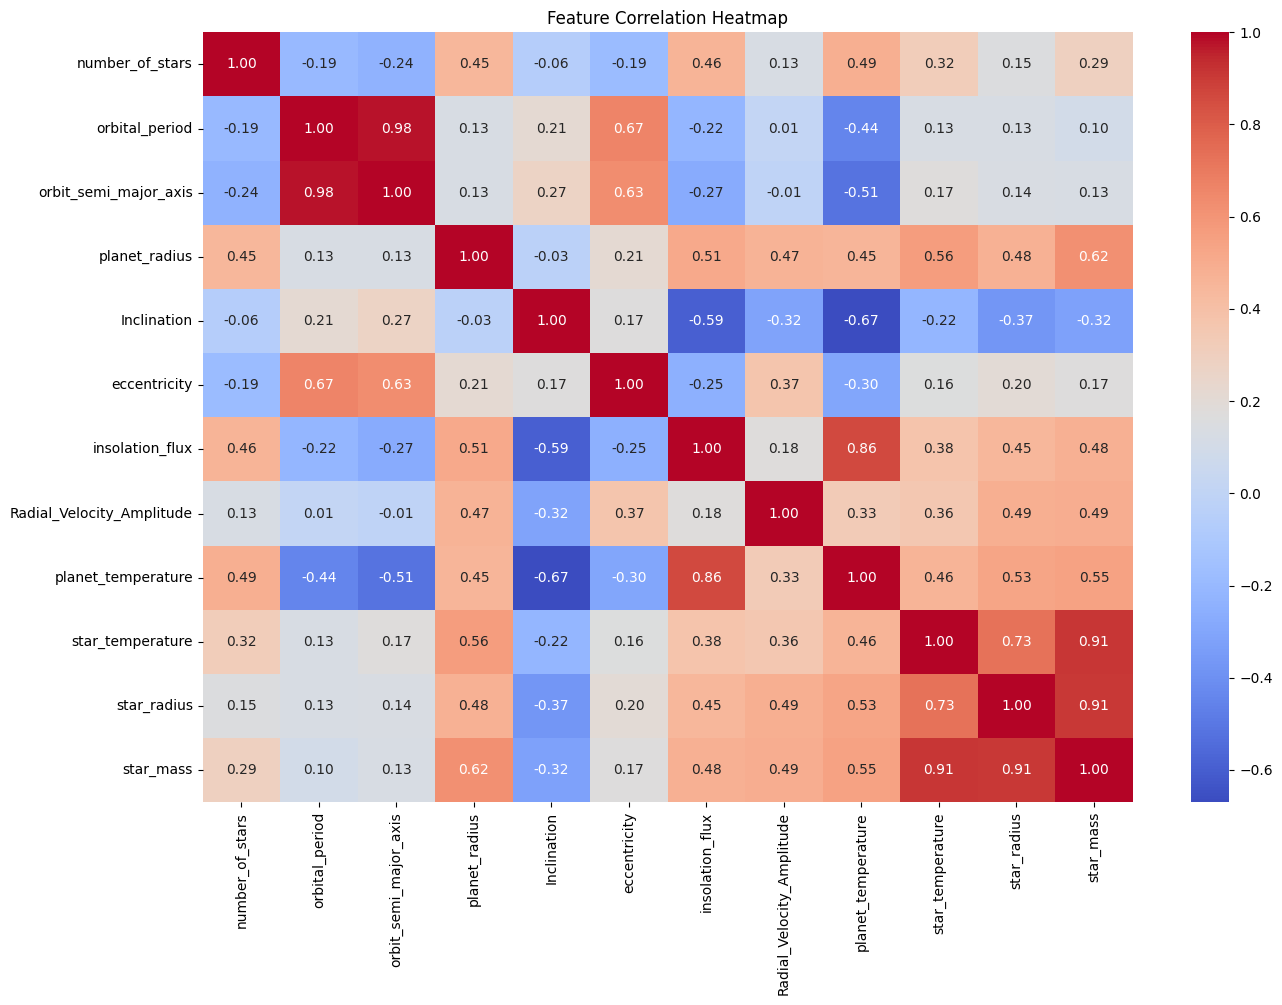 Feature Correlation Heatmap
number_of_stars 1.00 -0.19 -0.24 0.45 -0.06 -0.19 0.46 0.13 0.49 0.32 0.15 0.29
orbital_period -0.19 1.00 0.98 0.13 0.21 0.67 -0.22 0.01 -0.44 0.13 0.13 0.10
orbit_semi_major_axis -0.24 0.98 1.00 0.13 0.27 0.63 -0.27 -0.01 -0.51 0.17 0.14 0.13
planet_radius 0.45 0.13 0.13 1.00 -0.03 0.21 0.51 0.47 0.45 0.56 0.48 0.62
Inclination -0.06 0.21 0.27 -0.03 1.00 0.17 -0.59 -0.32 -0.67 -0.22 -0.37 -0.32
eccentricity -0.19 0.67 0.63 0.21 0.17 1.00 -0.25 0.37 -0.30 0.16 0.20 0.17
insolation_flux 0.46 -0.22 -0.27 0.51 -0.59 -0.25 1.00 0.18 0.86 0.38 0.45 0.48
Radial_Velocity_Amplitude 0.13 0.01 -0.01 0.47 -0.32 0.37 0.18 1.00 0.33 0.36 0.49 0.49
planet_temperature 0.49 -0.44 -0.51 0.45 -0.67 -0.30 0.86 0.33 1.00 0.46 0.53 0.55
star_temperature 0.32 0.13 0.17 0.56 -0.22 0.16 0.38 0.36 0.46 1.00 0.73 0.91
star_radius 0.15 0.13 0.14 0.48 -0.37 0.20 0.45 0.49 0.53 0.73 1.00 0.91
star_mass 0.29 0.10 0.13 0.62 -0.32 0.17 0.48 0.49 0.55 0.91 0.91 1.00
number_of_stars
orbital_period
orbit_semi_major_axis
planet_radius
Inclination
eccentricity
insolation_flux
Radial_Velocity_Amplitude
planet_temperature
star_temperature
star_radius
star_mass
1.0
0.8
0.6
0.4
0.2
0.0
−0.2
−0.4
−0.6